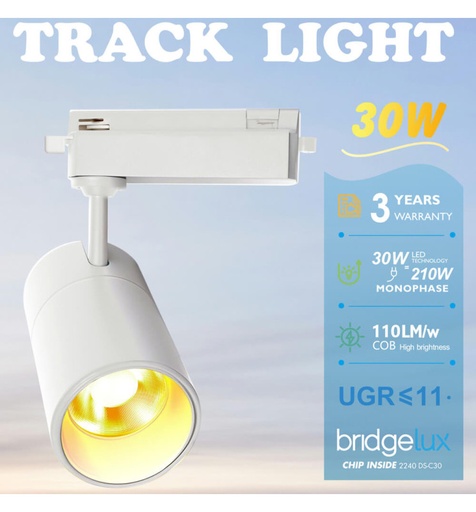 TRACK LIGHT
30W
3 YEARS
WARRANTY
30W LED TECHNOLOGY
= 210W
MONOPHASE
110LM/w
COB High brightness
UGR≤11·
bridgelux
CHIP INSIDE 2240 DS-C30